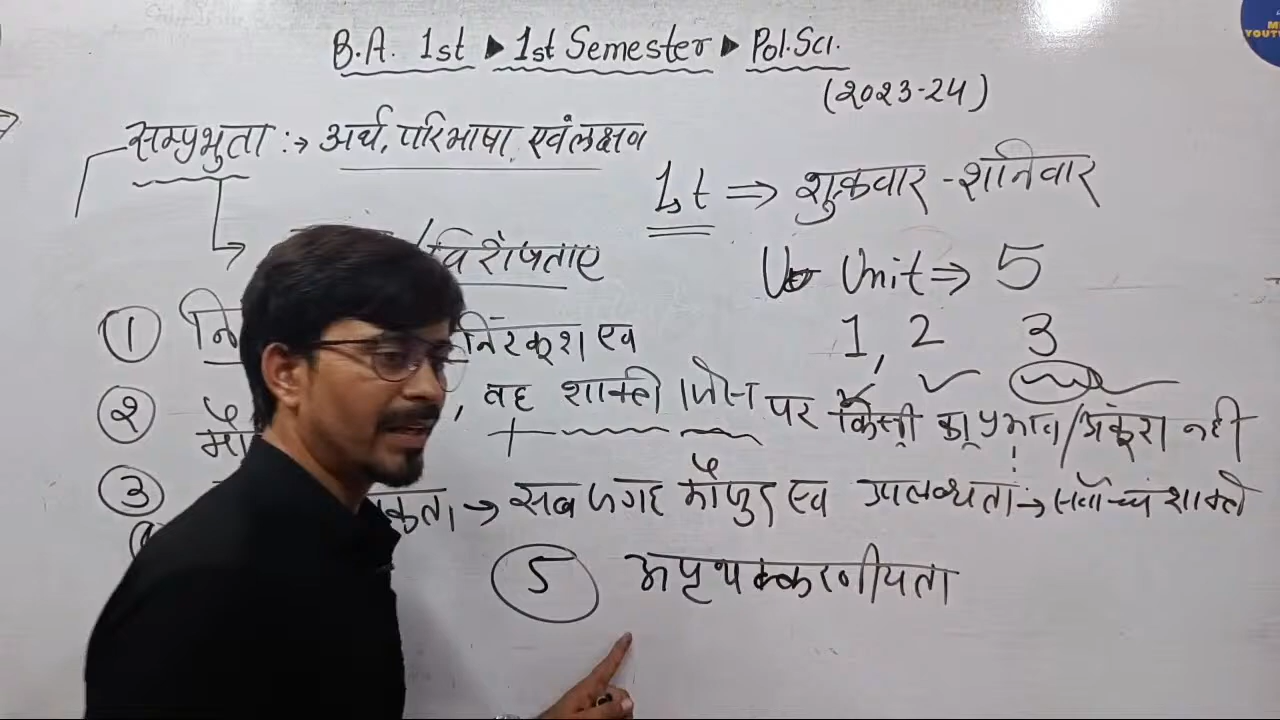 B.A. 1st ▶ 1st Semester ▶ Pol.Sci.
(2023-24)
सम्प्रभुता :→ अर्थ, परिभाषा, एवं लक्षण
1st ⇒ शुक्रवार - शनिवार
/ विशेषताए
Unit ⇒ 5
1, 2 3
① निरंकुश एव
② , वह शक्ति जिस पर किसी का प्रभाव/अंकुश नही
③ → सब जगह मौजुद एव उपलब्धता → सर्वोच्च शक्ति
5 अपृथक्करणीयता